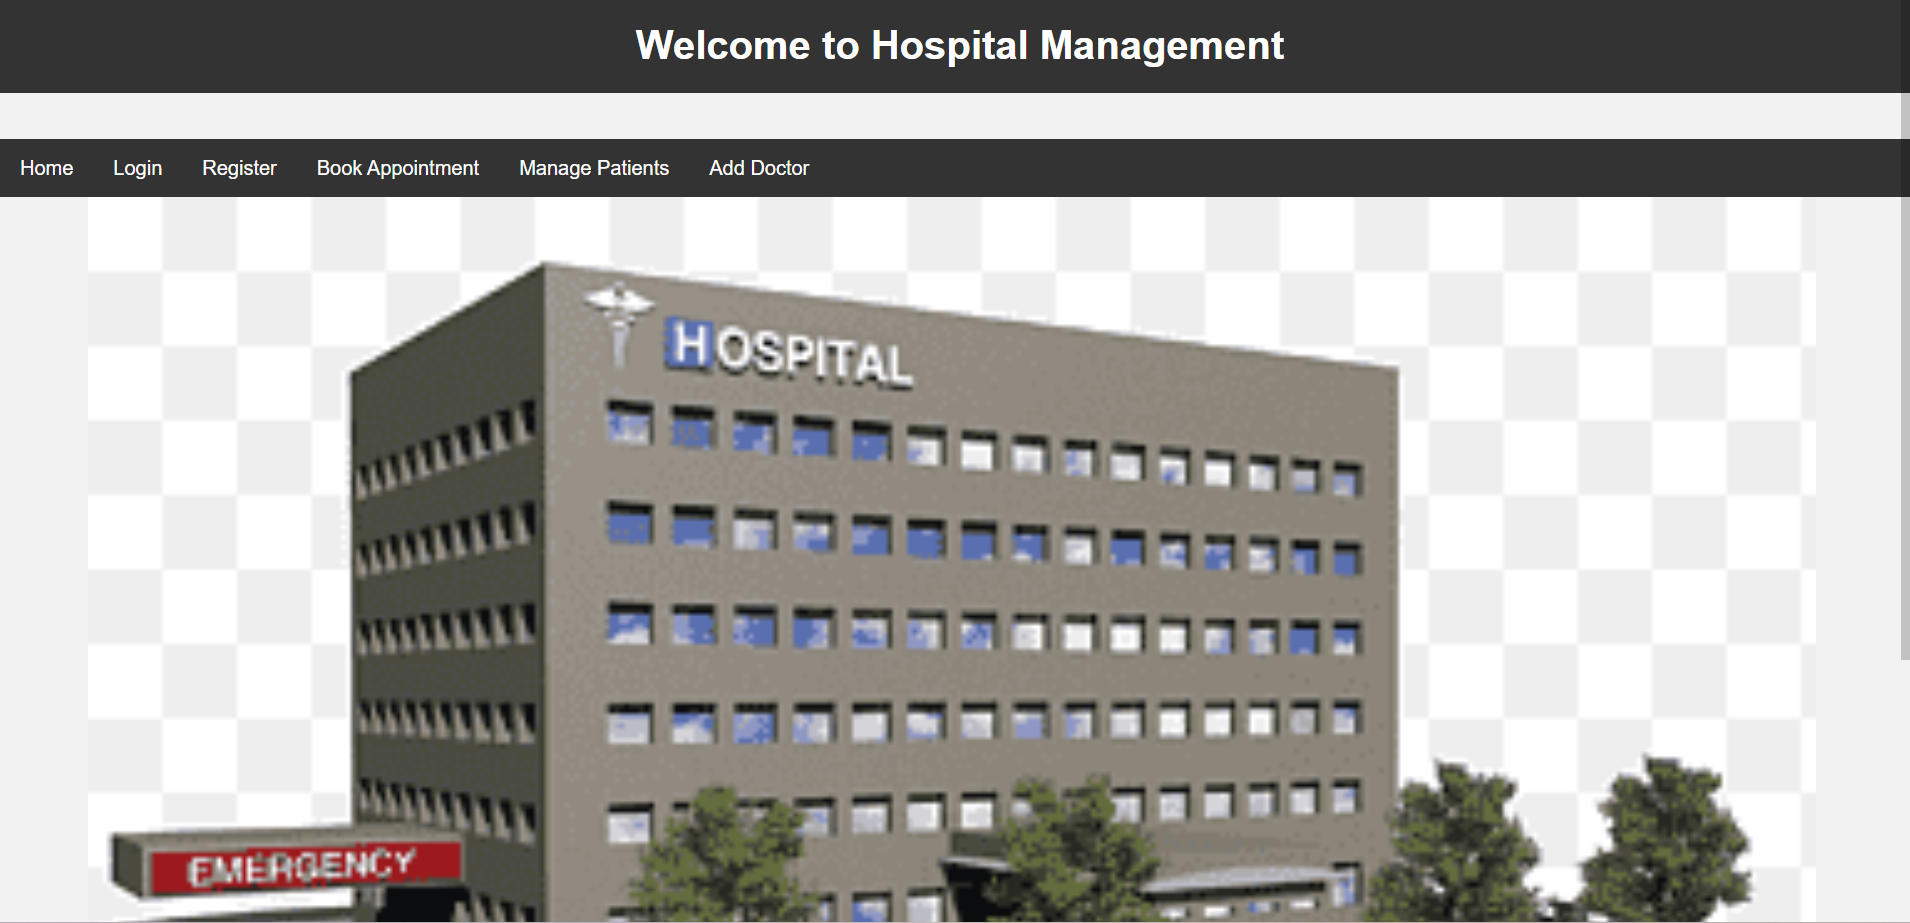 Welcome to Hospital Management
Home Login Register Book Appointment Manage Patients Add Doctor
HOSPITAL
EMERGENCY